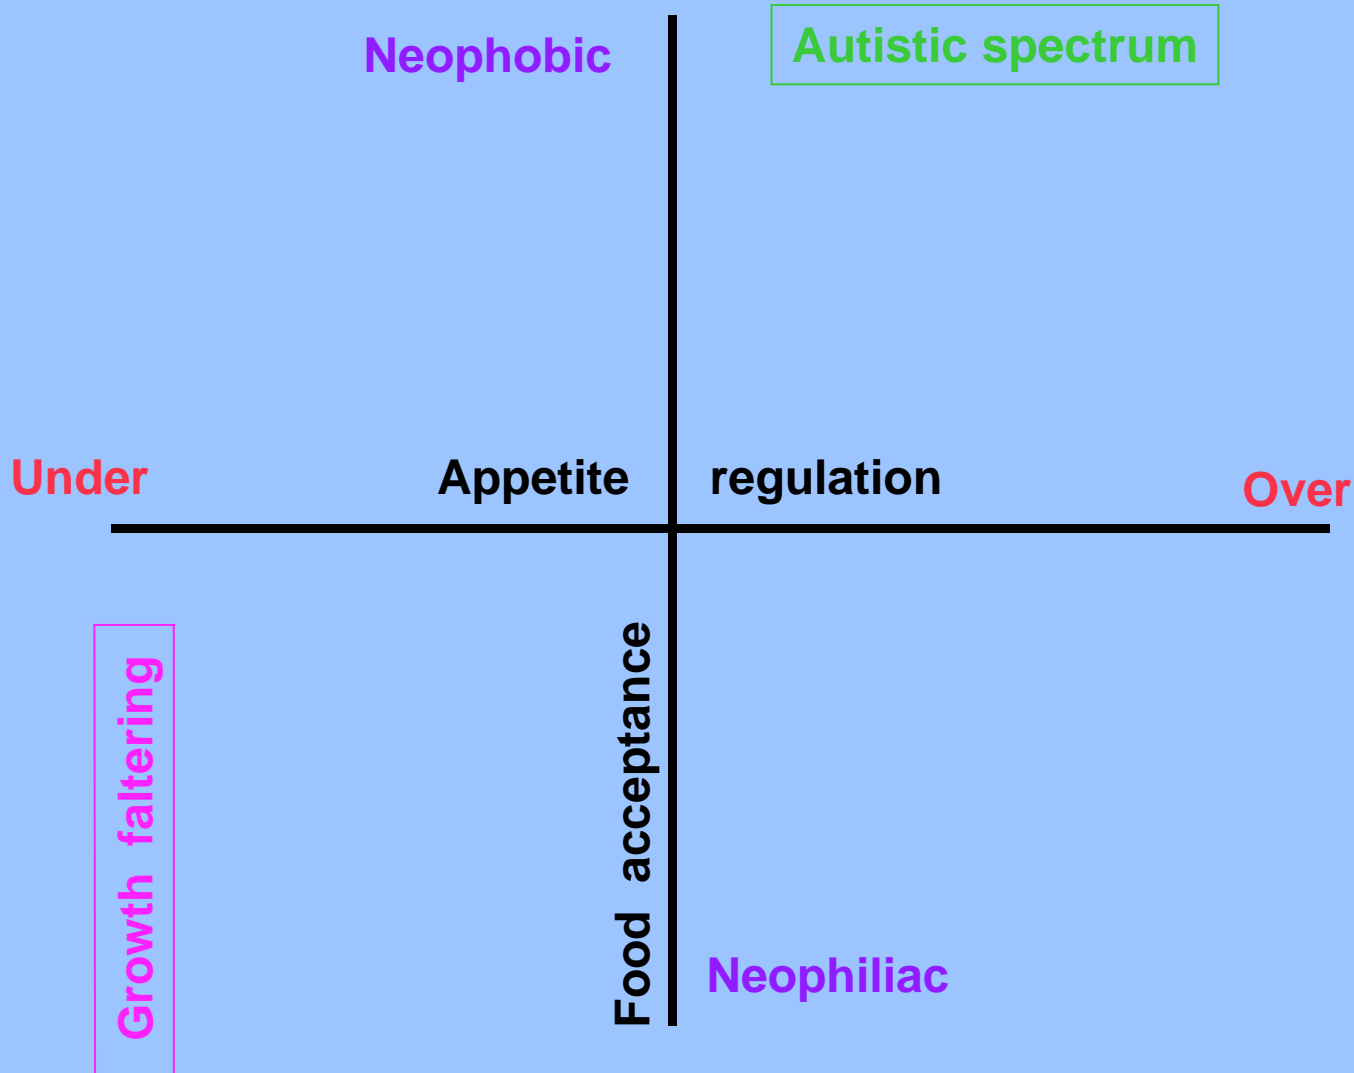 Neophobic
Autistic spectrum
Under
Appetite regulation
Over
Growth faltering
Food acceptance
Neophiliac